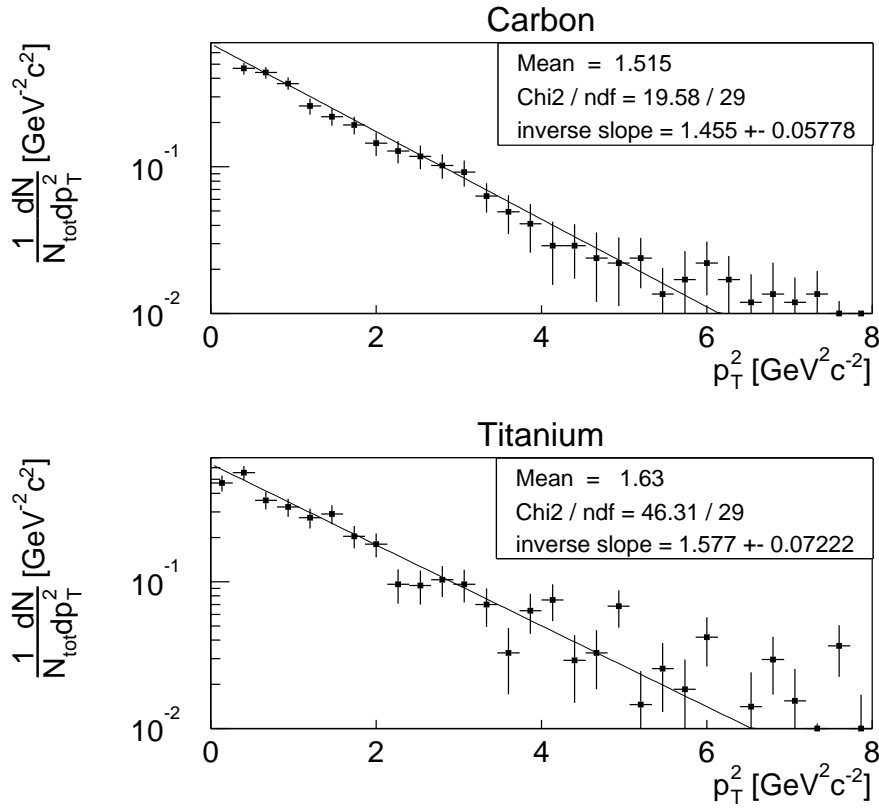 Carbon
Mean = 1.515
Chi2 / ndf = 19.58 / 29
inverse slope = 1.455 +- 0.05778
1/N_tot dN/dp_T^2 [GeV^-2c^2]
10^-1
10^-2
0 2 4 6 8
p_T^2 [GeV^2c^-2]
Titanium
Mean = 1.63
Chi2 / ndf = 46.31 / 29
inverse slope = 1.577 +- 0.07222
1/N_tot dN/dp_T^2 [GeV^-2c^2]
10^-1
10^-2
0 2 4 6 8
p_T^2 [GeV^2c^-2]